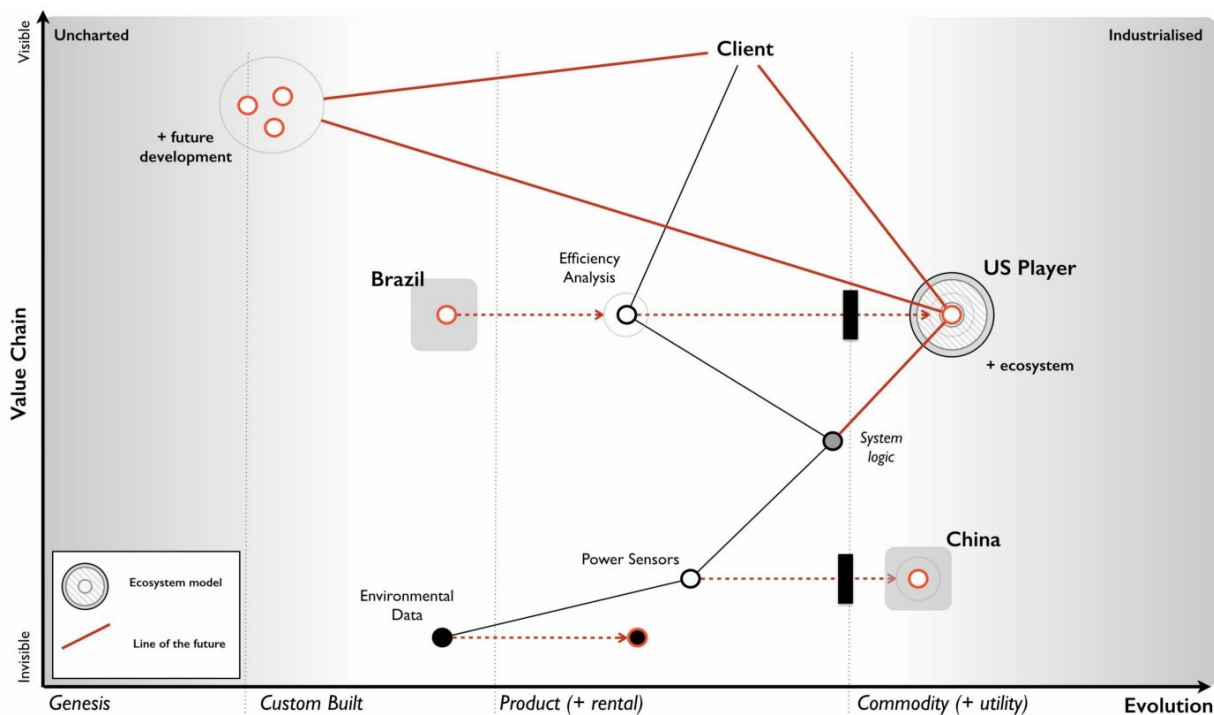 Visible
Uncharted
Client
Industrialised
+ future
development
Efficiency
Analysis
Brazil
US Player
+ ecosystem
Value Chain
System
logic
China
Power Sensors
Environmental
Data
Ecosystem model
Line of the future
Invisible
Genesis
Custom Built
Product (+ rental)
Commodity (+ utility)
Evolution